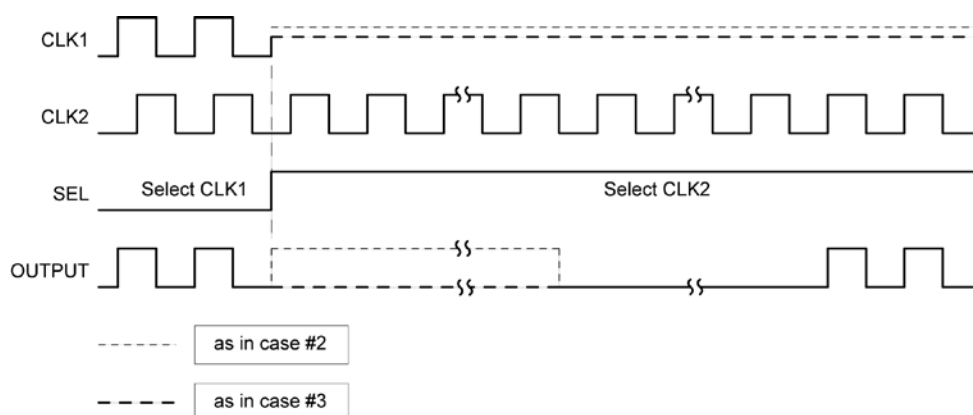 CLK1
CLK2
SEL
Select CLK1
Select CLK2
OUTPUT
as in case #2
as in case #3